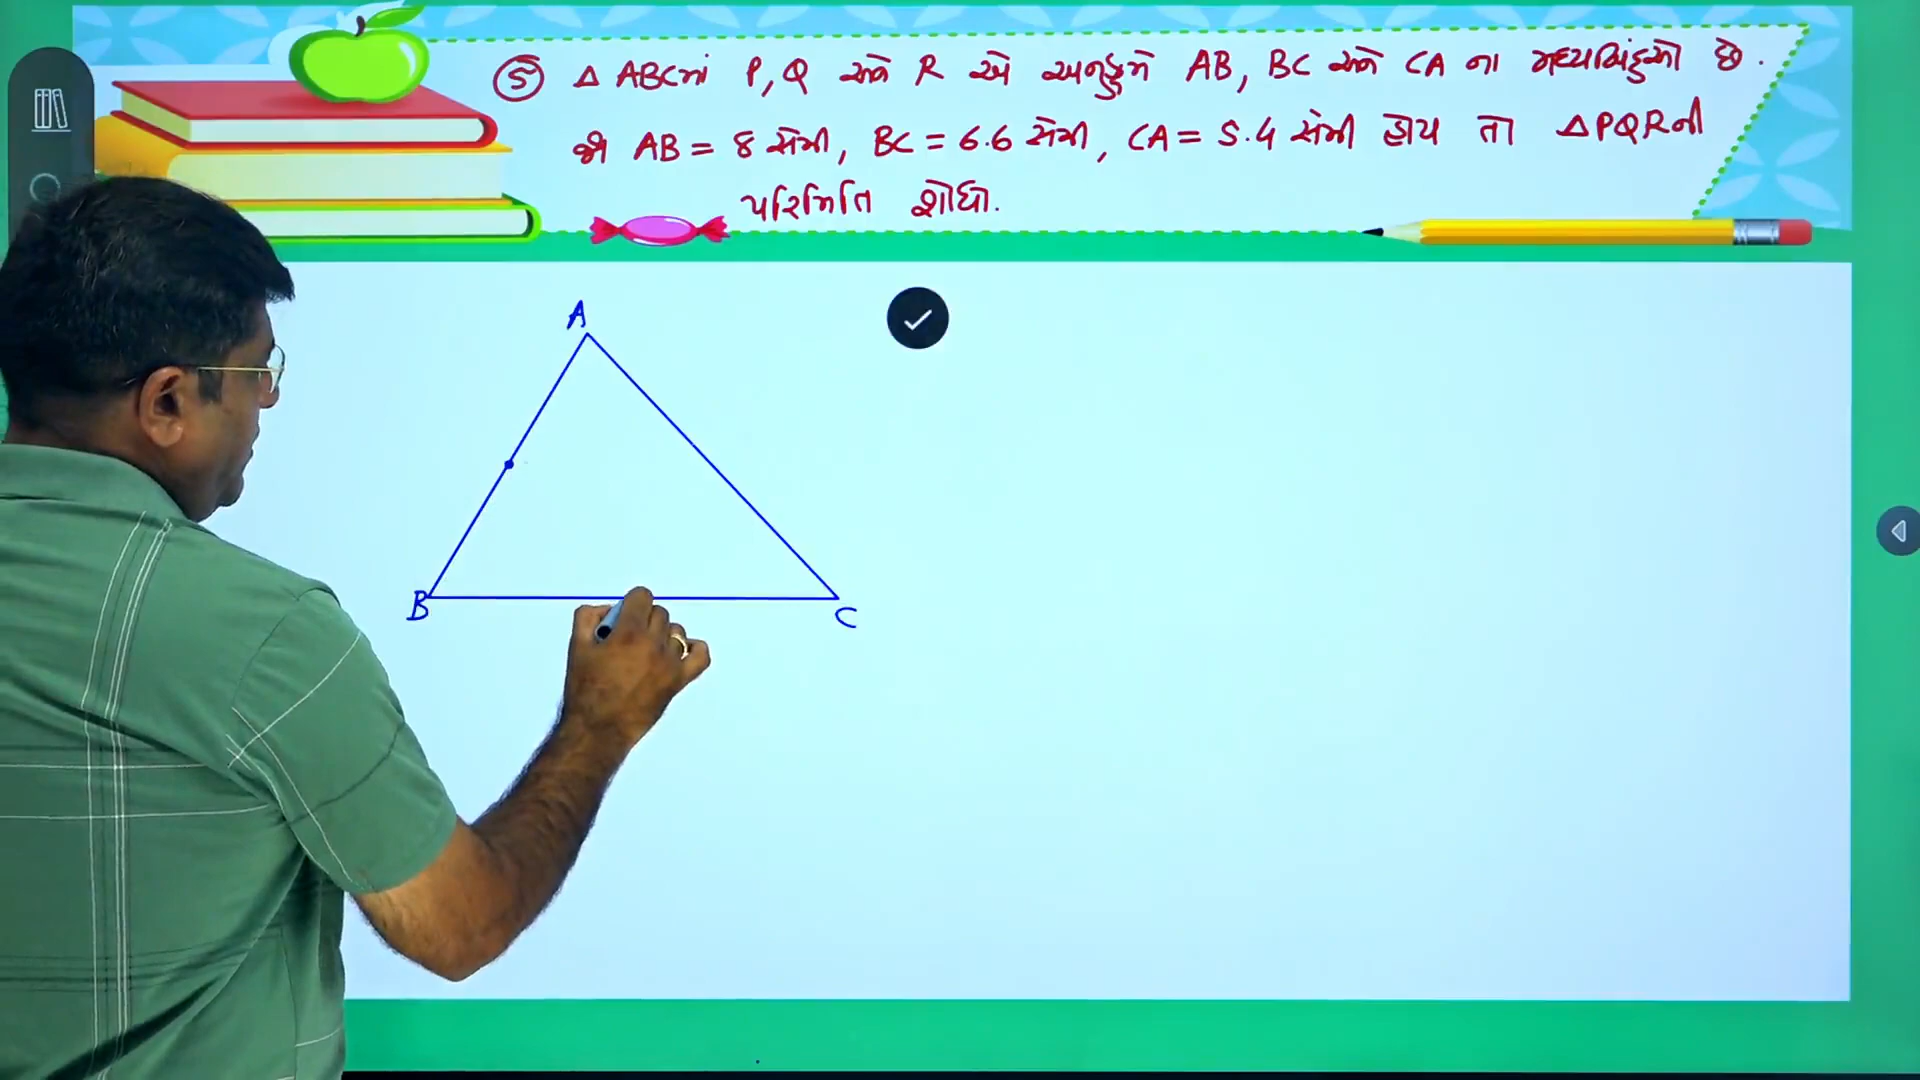 ⑤ △ ABCમાં P, Q અને R એ અનુક્રમે AB, BC અને CA ના મધ્યબિંદુઓ છે.
જો AB = 8 સેમી, BC = 6.6 સેમી, CA = 5.4 સેમી હોય તો △PQRની
પરિમિતિ શોધો.
A
B
C